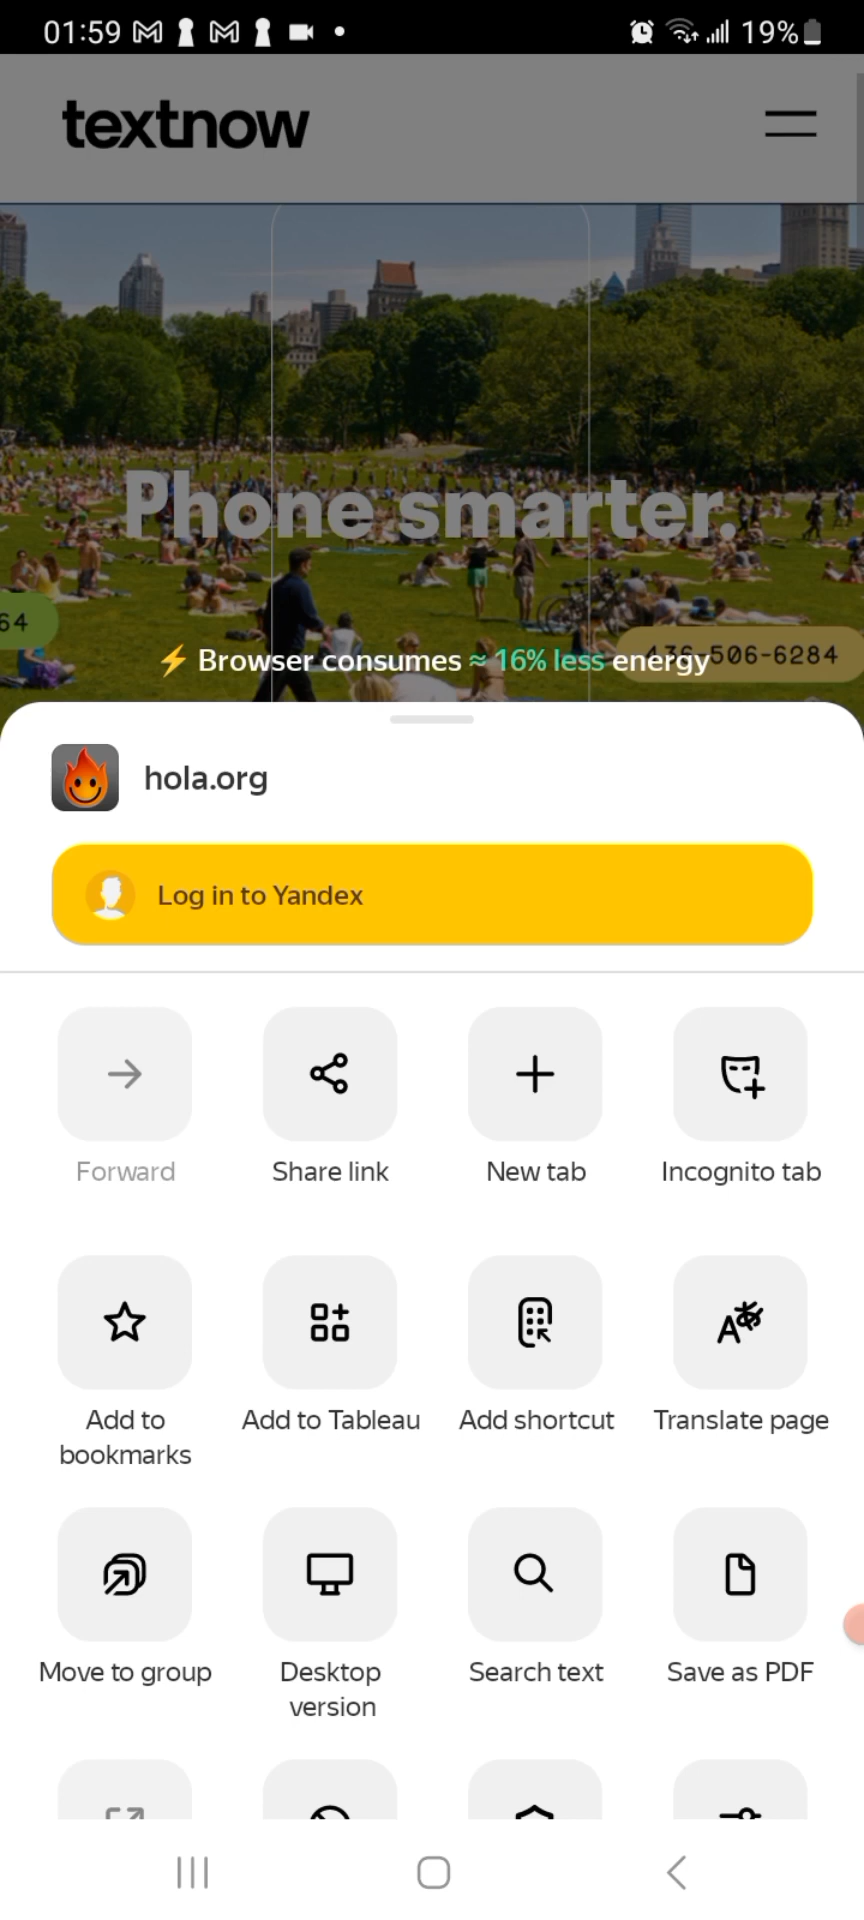 01:59
19%
textnow
Phone smarter.
64
436-506-6284
⚡ Browser consumes ≈ 16% less energy
hola.org
Log in to Yandex
Forward
Share link
New tab
Incognito tab
Add to
bookmarks
Add to Tableau
Add shortcut
Translate page
Move to group
Desktop
version
Search text
Save as PDF